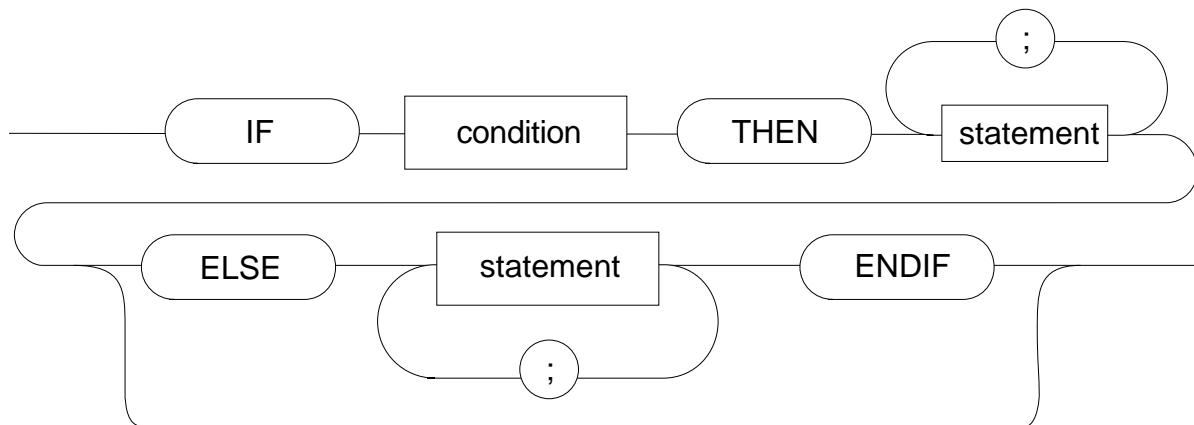 ;
IF condition THEN statement
ELSE statement ENDIF
;